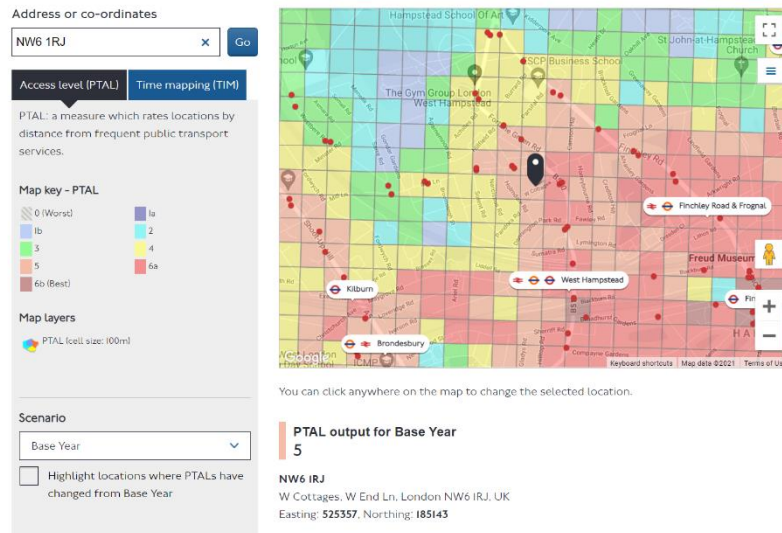 Address or co-ordinates
NW6 1RJ
×
Go
Access level (PTAL)
Time mapping (TIM)
PTAL: a measure which rates locations by
distance from frequent public transport
services.
Map key - PTAL
0 (Worst)
1a
1b
2
3
4
5
6a
6b (Best)
Map layers
PTAL (cell size: 100m)
Scenario
Base Year
Highlight locations where PTALs have
changed from Base Year
Hampstead School Of Art
St John-at-Hampstead
Church
SCP Business School
The Gym Group London
West Hampstead
Finchley Rd
Finchley Road & Frognal
Freud Museum
West Hampstead
Kilburn
Brondesbury
Fin
Google
Keyboard shortcuts
Map data ©2021
Terms of Us
You can click anywhere on the map to change the selected location.
PTAL output for Base Year
5
NW6 1RJ
W Cottages, W End Ln, London NW6 1RJ, UK
Easting: 525357, Northing: 185143